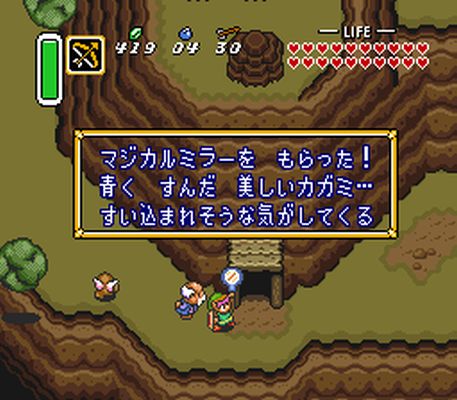 — LIFE —
419 04 30
マジカルミラーを もらった!
青く すんだ 美しいカガミ…
すい込まれそうな気がしてくる